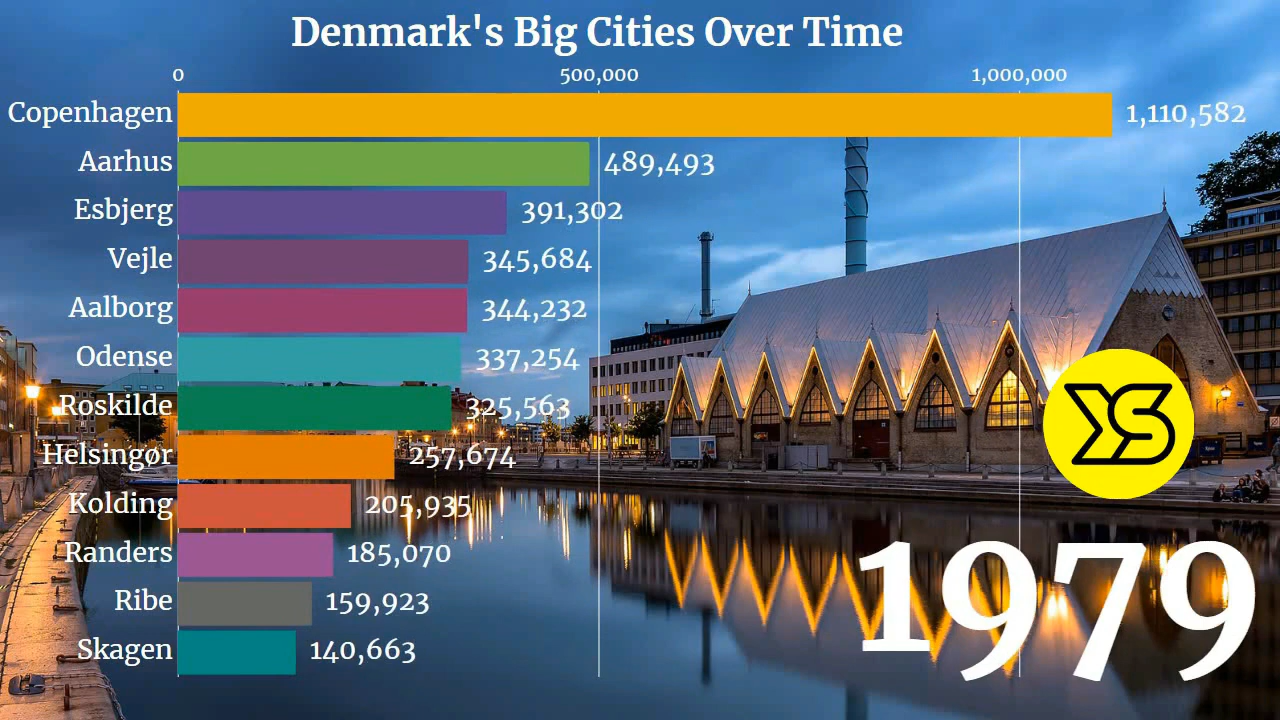 Denmark's Big Cities Over Time
0 500,000 1,000,000
Copenhagen 1,110,582
Aarhus 489,493
Esbjerg 391,302
Vejle 345,684
Aalborg 344,232
Odense 337,254
Roskilde 325,563
Helsingør 257,674
Kolding 205,935
Randers 185,070
Ribe 159,923
Skagen 140,663
XS
1979